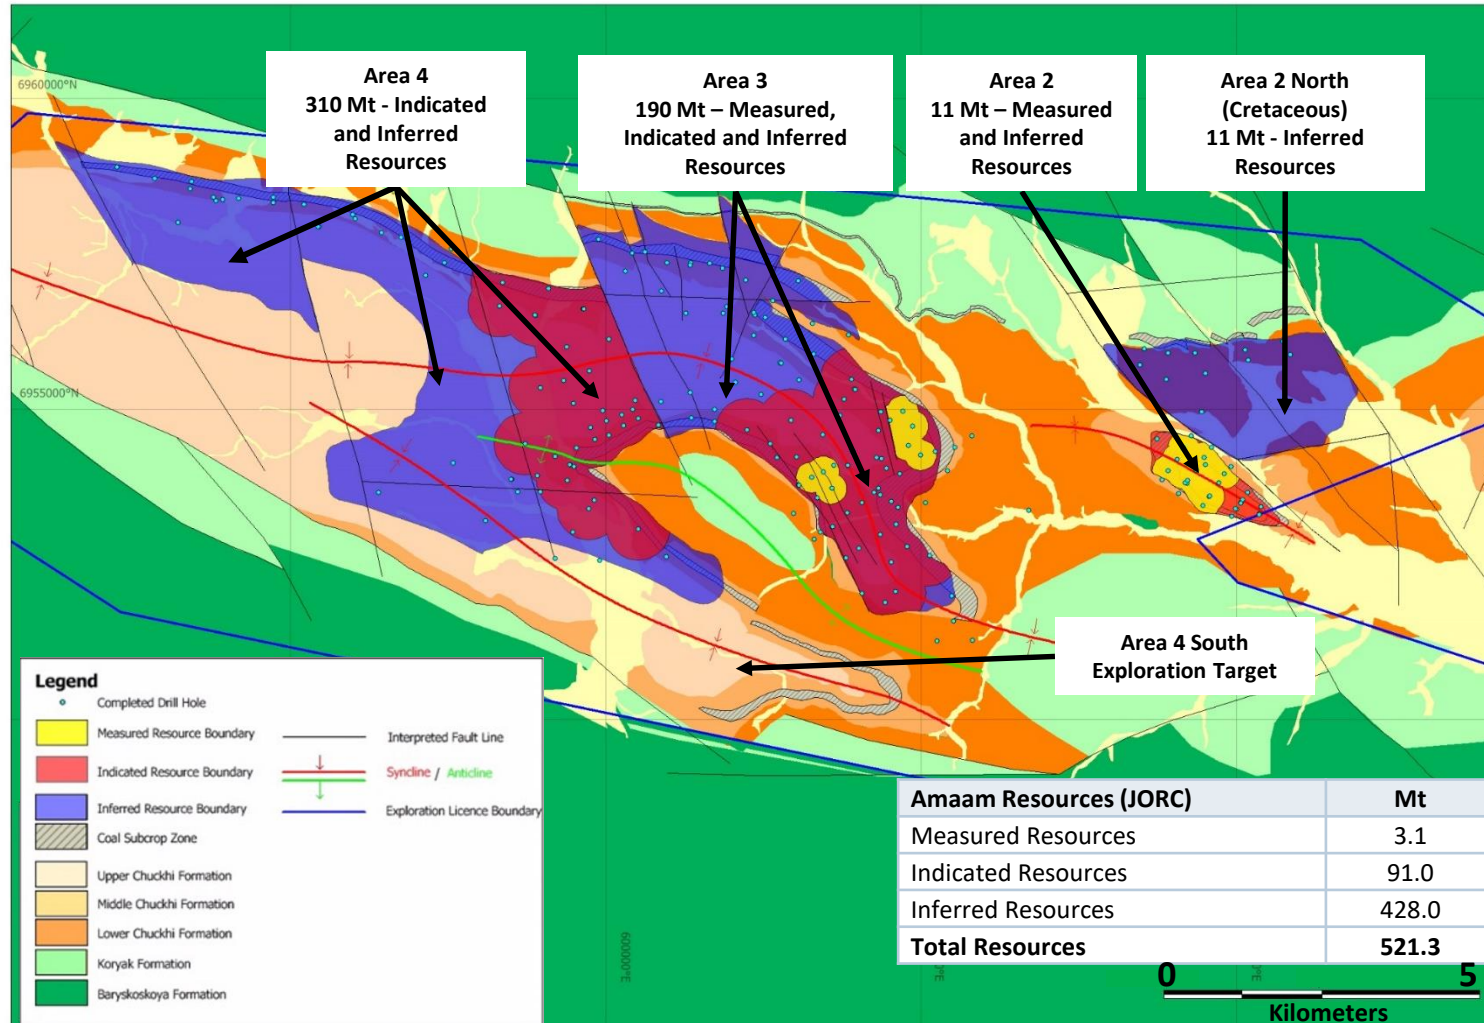 6960000°N
Area 4
310 Mt - Indicated
and Inferred
Resources
Area 3
190 Mt – Measured,
Indicated and Inferred
Resources
Area 2
11 Mt – Measured
and Inferred
Resources
Area 2 North
(Cretaceous)
11 Mt - Inferred
Resources
6955000°N
Area 4 South
Exploration Target
Legend
Completed Drill Hole
Measured Resource Boundary
Indicated Resource Boundary
Inferred Resource Boundary
Coal Subcrop Zone
Upper Chuckhi Formation
Middle Chuckhi Formation
Lower Chuckhi Formation
Koryak Formation
Baryskoskoya Formation
Interpreted Fault Line
Syncline / Anticline
Exploration Licence Boundary
Amaam Resources (JORC) Mt
Measured Resources 3.1
Indicated Resources 91.0
Inferred Resources 428.0
Total Resources 521.3
600000°E
0 5
Kilometers